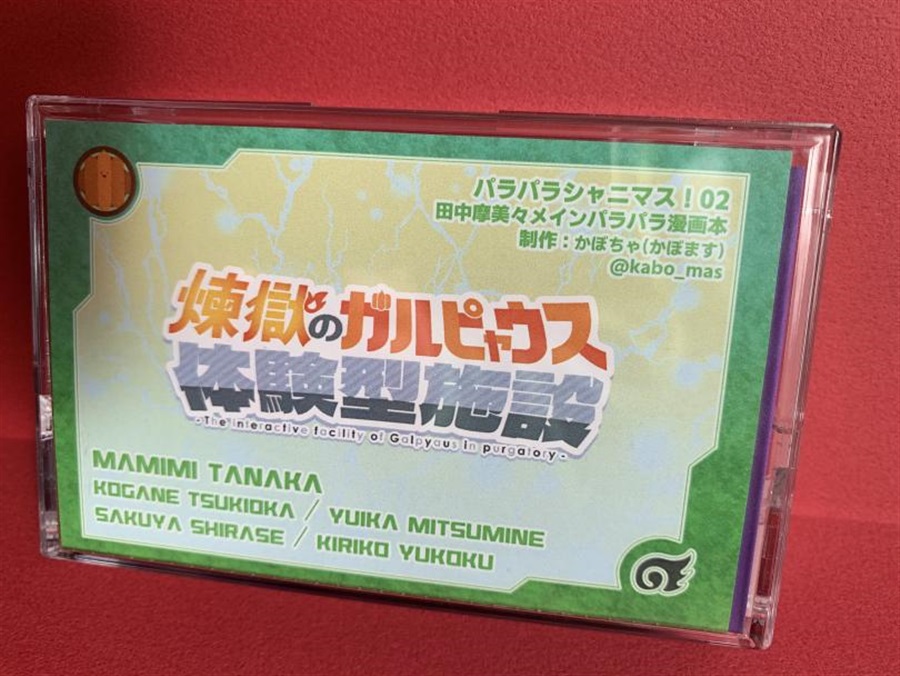 パラパラシャニマス！02
田中摩美々メインパラパラ漫画本
制作：かぼちゃ(かぼます)
@kabo_mas
煉獄のガルピャウス
体験型施設
-The interactive facility of Galpyaus in purgatory-
MAMIMI TANAKA
KOGANE TSUKIOKA / YUIKA MITSUMINE
SAKUYA SHIRASE / KIRIKO YUKOKU